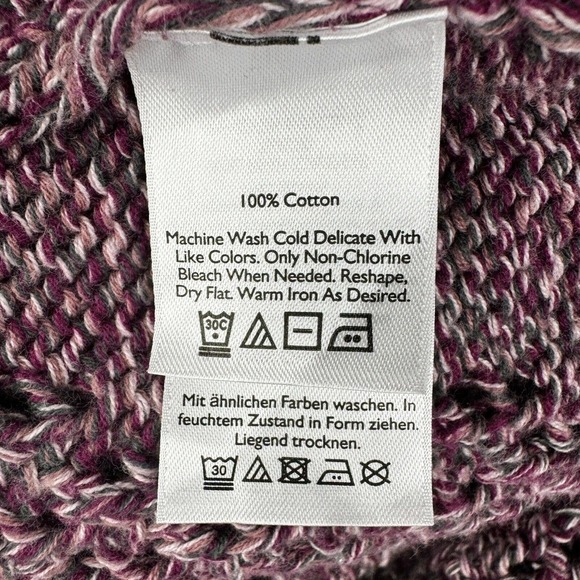 100% Cotton
Machine Wash Cold Delicate With
Like Colors. Only Non-Chlorine
Bleach When Needed. Reshape,
Dry Flat. Warm Iron As Desired.
30C
Mit ähnlichen Farben waschen. In
feuchtem Zustand in Form ziehen.
Liegend trocknen.
30